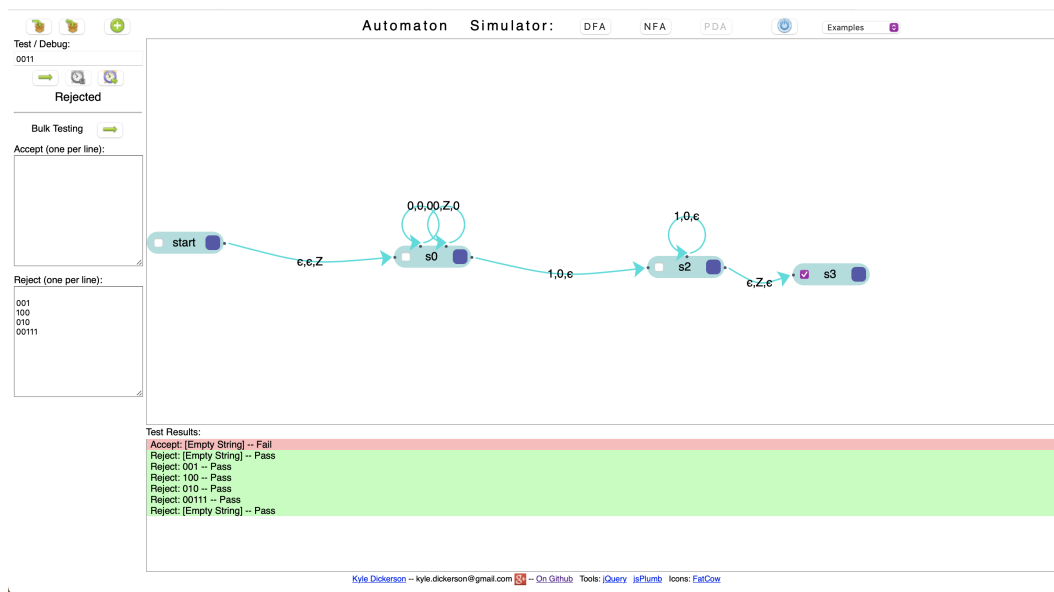 Automaton Simulator: DFA NFA PDA Examples
Test / Debug:
0011
Rejected
Bulk Testing
Accept (one per line):
Reject (one per line):
001
100
010
00111
0,0,00,Z,0
1,0,ϵ
start
s0
s2
s3
ϵ,ϵ,Z
1,0,ϵ
ϵ,Z,ϵ
Test Results:
Accept: [Empty String] -- Fail
Reject: [Empty String] -- Pass
Reject: 001 -- Pass
Reject: 100 -- Pass
Reject: 010 -- Pass
Reject: 00111 -- Pass
Reject: [Empty String] -- Pass
Kyle Dickerson -- kyle.dickerson@gmail.com g+ -- On Github Tools: jQuery jsPlumb Icons: FatCow